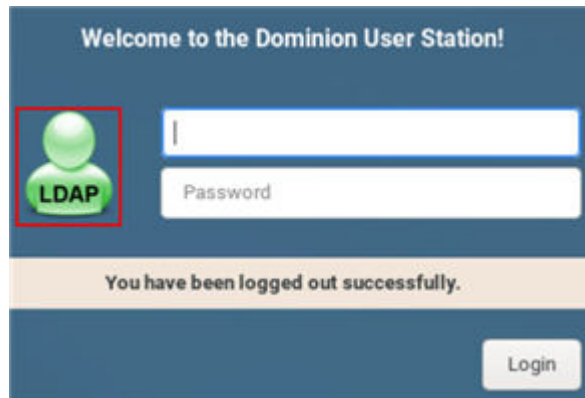 Welcome to the Dominion User Station!
LDAP
Password
You have been logged out successfully.
Login